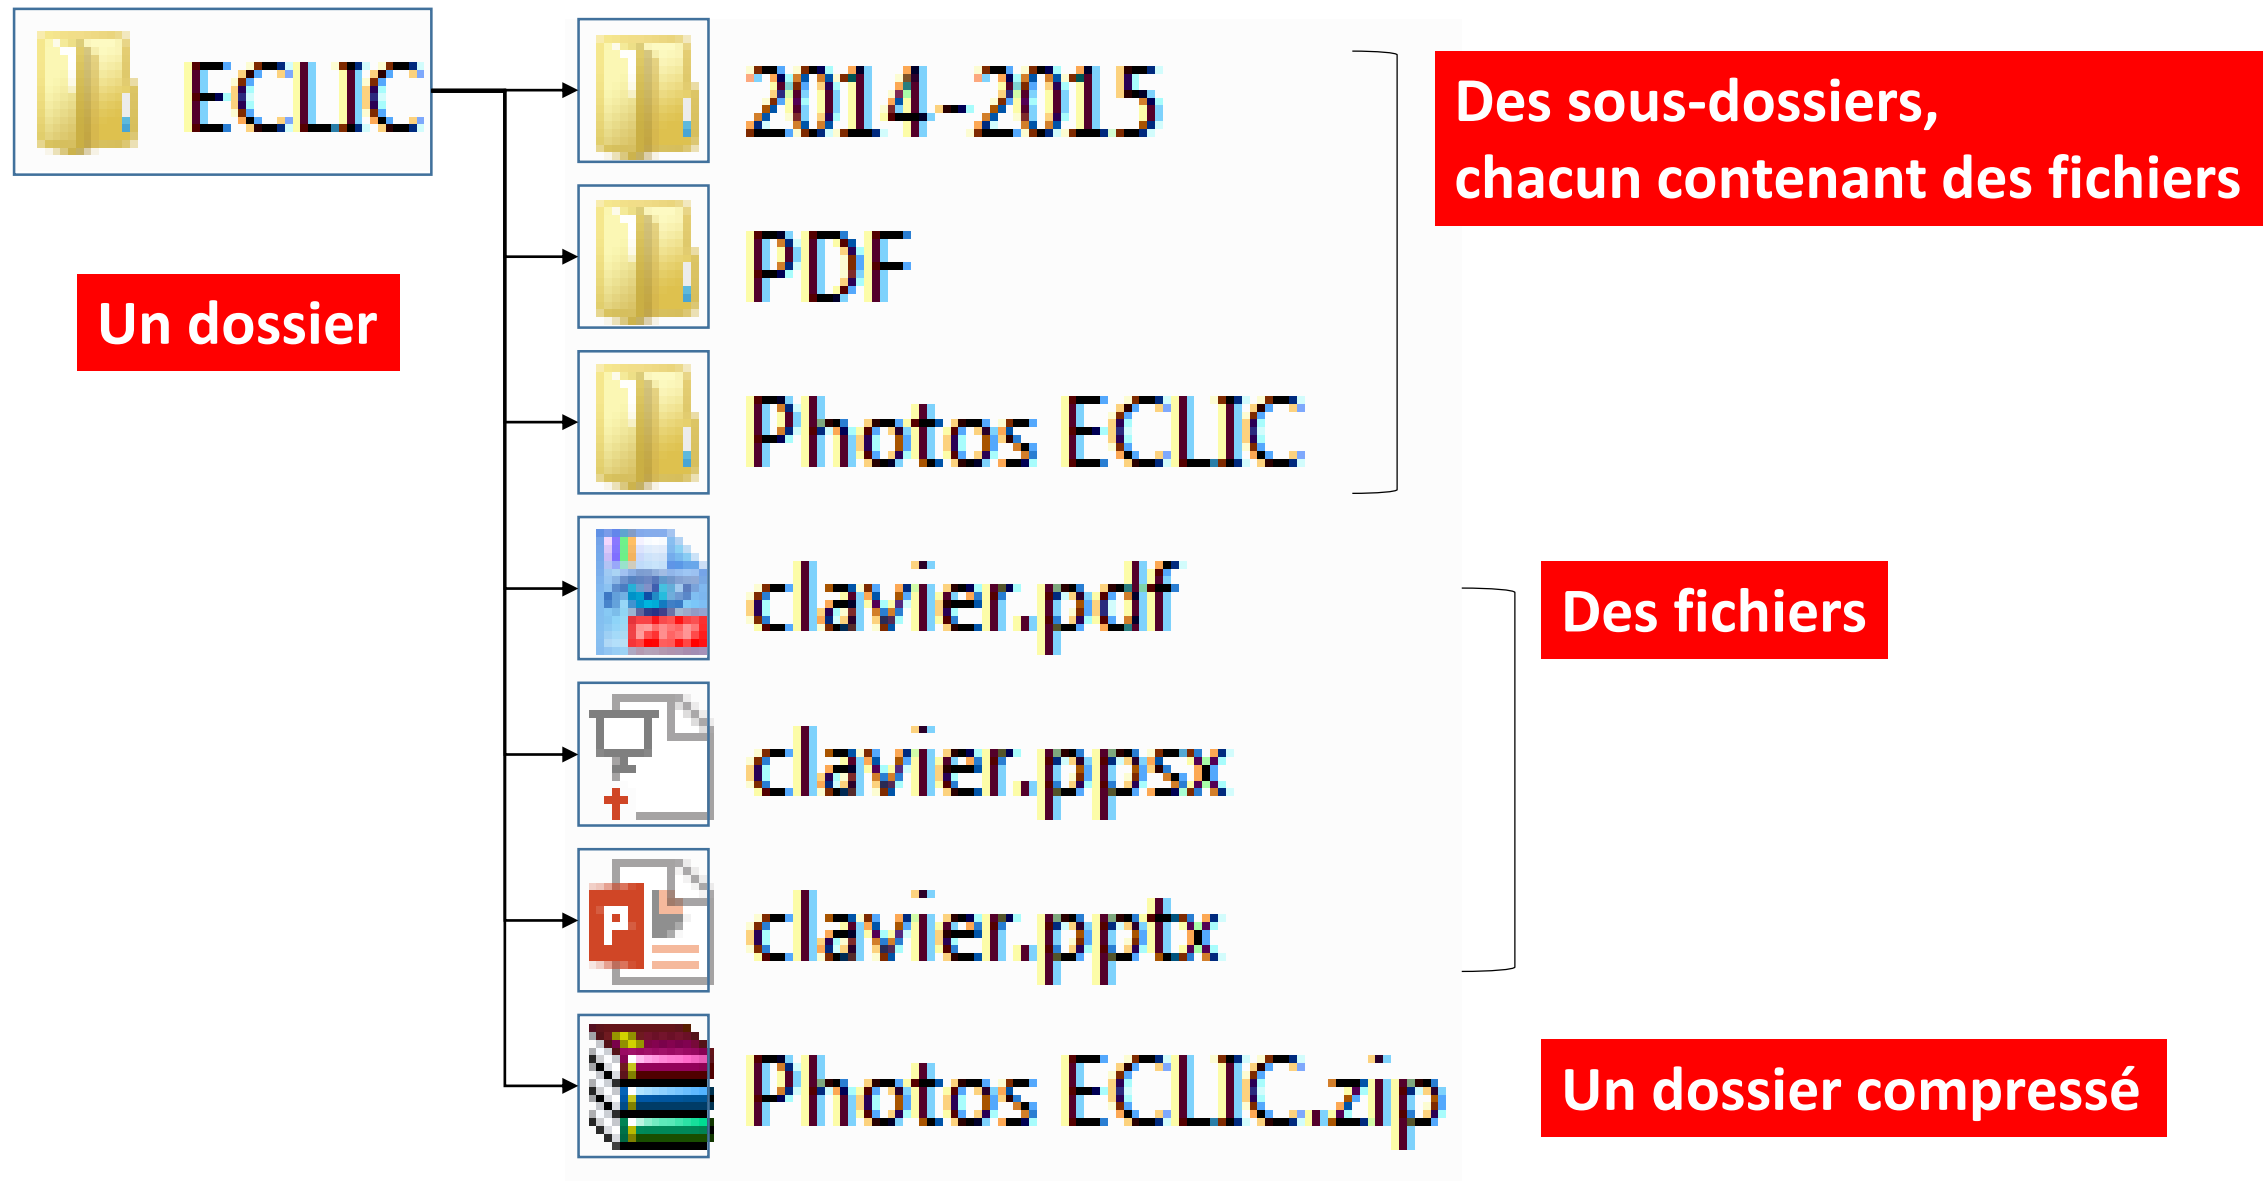 ECLIC
Un dossier
2014-2015
PDF
Photos ECLIC
Des sous-dossiers,
chacun contenant des fichiers
clavier.pdf
clavier.ppsx
clavier.pptx
Des fichiers
Photos ECLIC.zip
Un dossier compressé